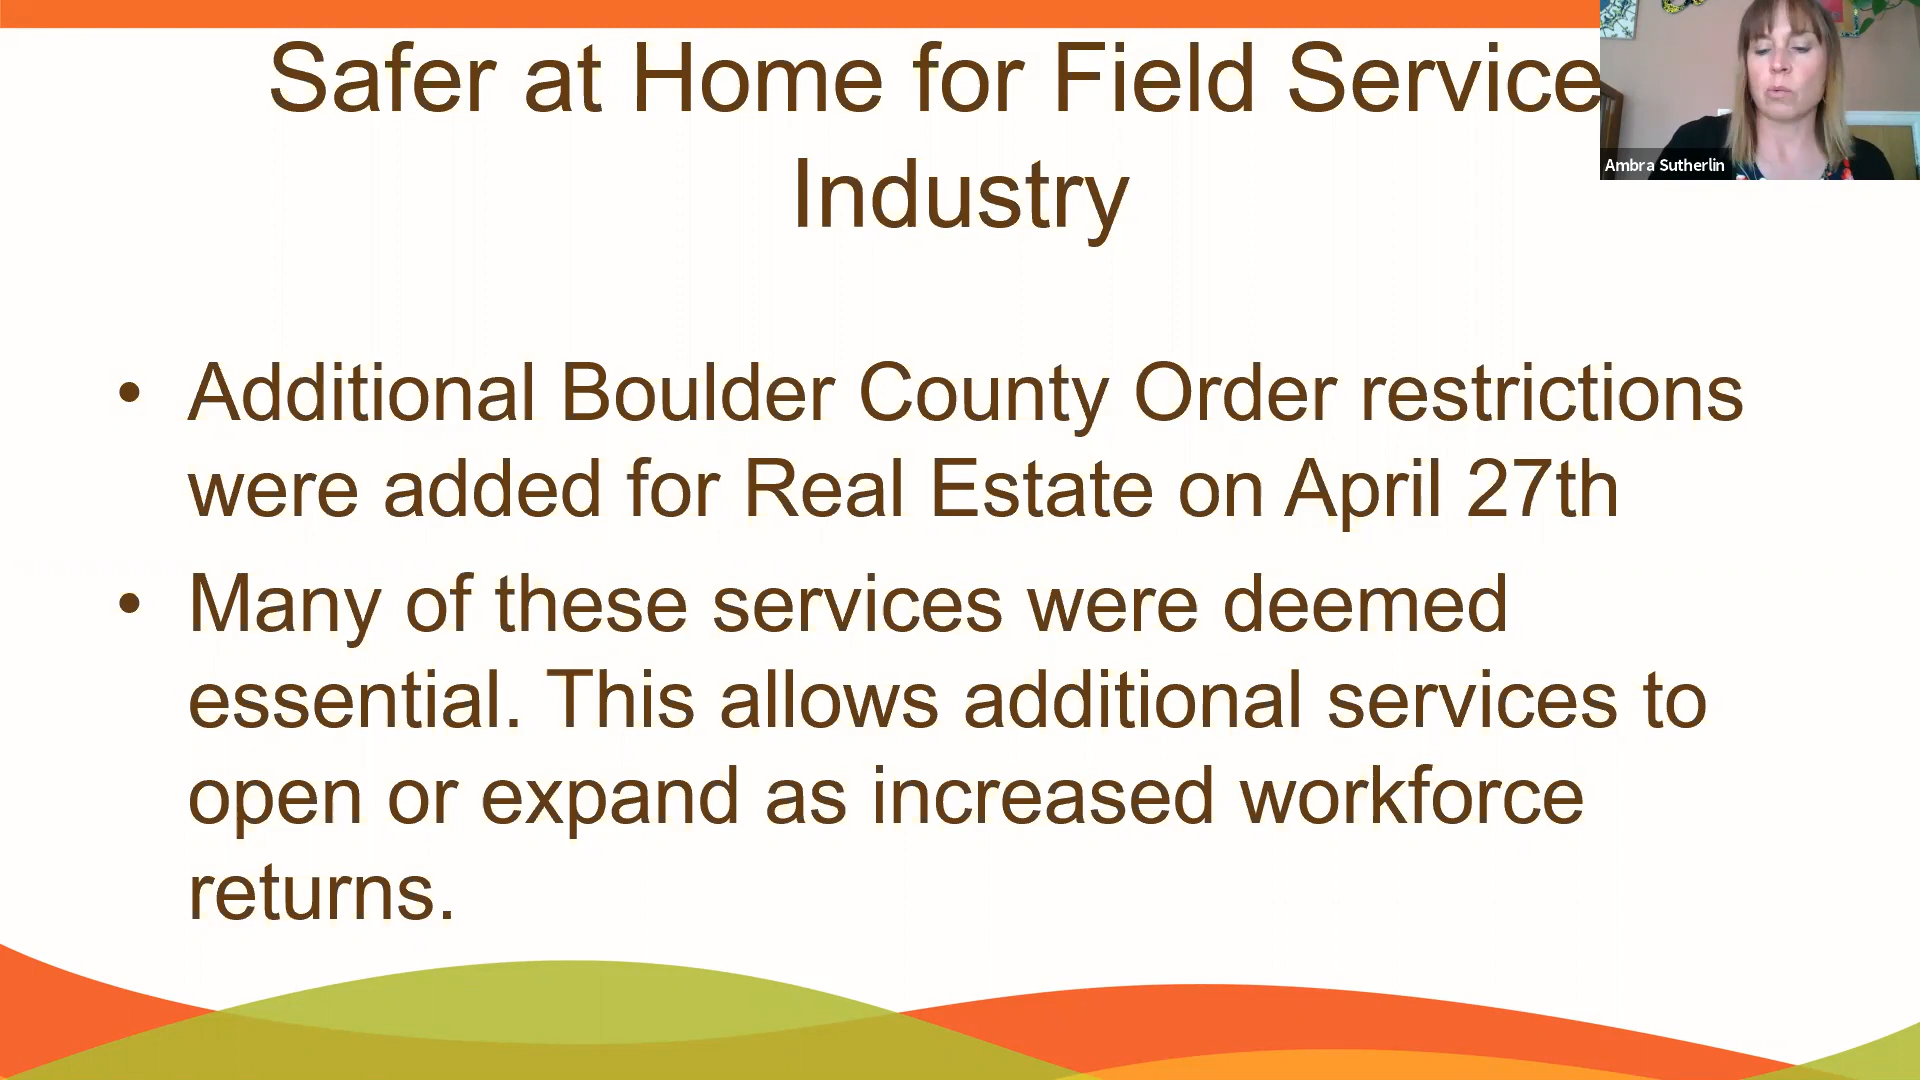 Safer at Home for Field Service
Industry
Ambra Sutherlin
• Additional Boulder County Order restrictions
were added for Real Estate on April 27th
• Many of these services were deemed
essential. This allows additional services to
open or expand as increased workforce
returns.